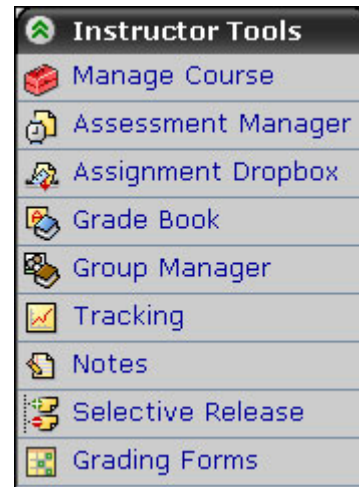 Instructor Tools
Manage Course
Assessment Manager
Assignment Dropbox
Grade Book
Group Manager
Tracking
Notes
Selective Release
Grading Forms